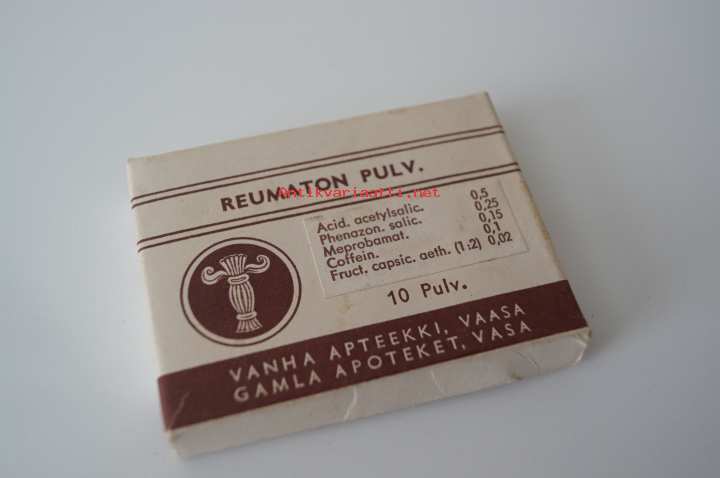 REUMATON PULV.
Antikvariaatti.net
Acid. acetylsalic. 0,5
Phenazon. salic. 0,25
Meprobamat. 0,15
Coffein. 0,1
Fruct. capsic. aeth. (1:2) 0,02
10 Pulv.
VANHA APTEEKKI, VAASA
GAMLA APOTEKET, VASA